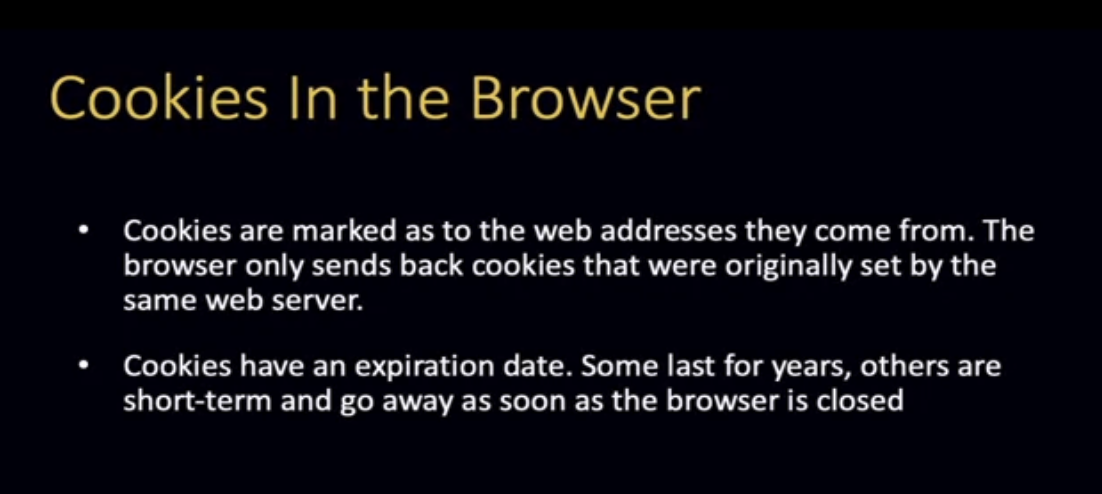 Cookies In the Browser
• Cookies are marked as to the web addresses they come from. The
browser only sends back cookies that were originally set by the
same web server.
• Cookies have an expiration date. Some last for years, others are
short-term and go away as soon as the browser is closed